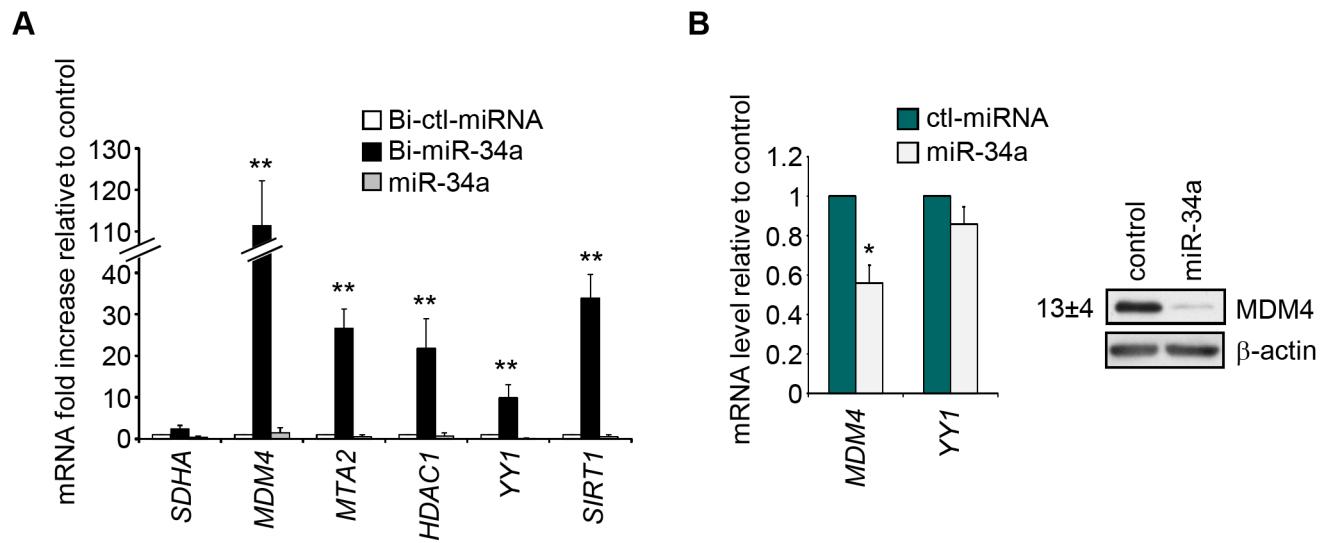 A
mRNA fold increase relative to control
130
120
110
40
30
20
10
0
Bi-ctl-miRNA
Bi-miR-34a
miR-34a
**
**
**
**
**
SDHA
MDM4
MTA2
HDAC1
YY1
SIRT1
B
mRNA level relative to control
1.2
1
0.8
0.6
0.4
0.2
0
ctl-miRNA
miR-34a
*
MDM4
YY1
control
miR-34a
13±4
MDM4
β-actin